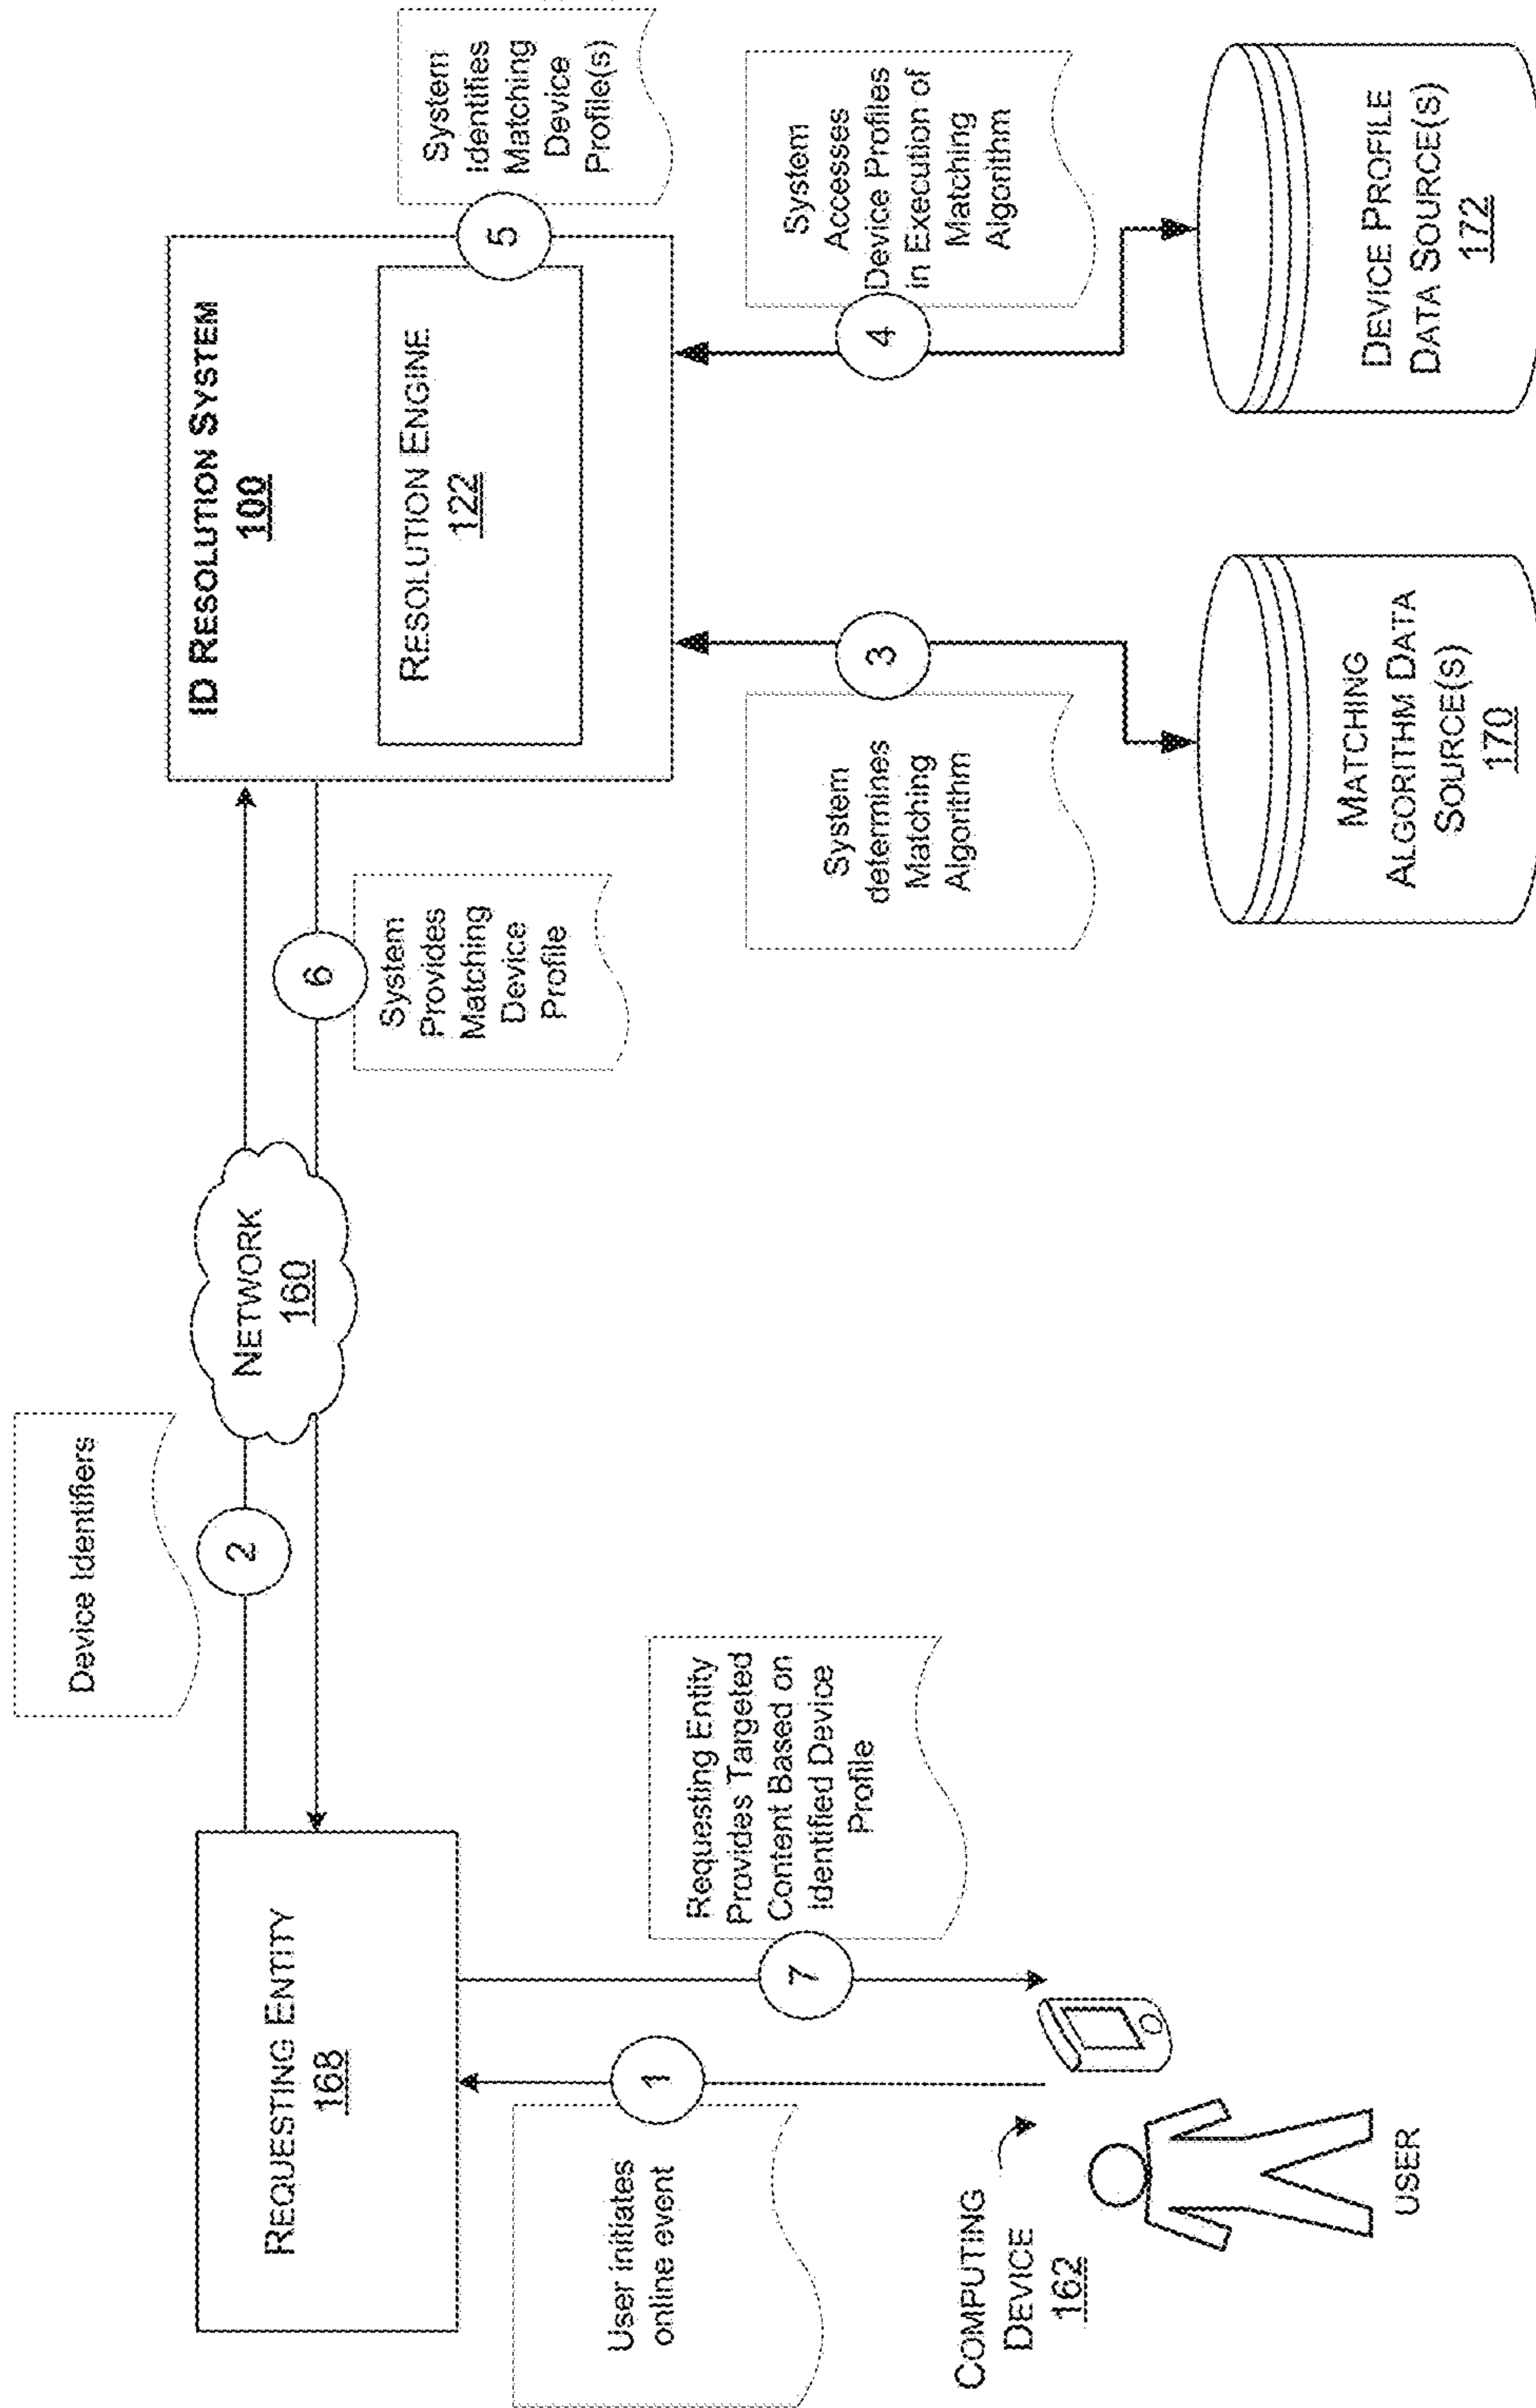 Device Identifiers
2
REQUESTING ENTITY
168
NETWORK
160
ID RESOLUTION SYSTEM
100
RESOLUTION ENGINE
122
5
System
Identifies
Matching
Device
Profile(s)
6
System
Provides
Matching
Device
Profile
User initiates
online event
1
7
Requesting Entity
Provides Targeted
Content Based on
Identified Device
Profile
System
determines
Matching
Algorithm
3
4
System
Accesses
Device Profiles
in Execution of
Matching
Algorithm
COMPUTING
DEVICE
162
USER
MATCHING
ALGORITHM DATA
SOURCE(S)
170
DEVICE PROFILE
DATA SOURCE(S)
172